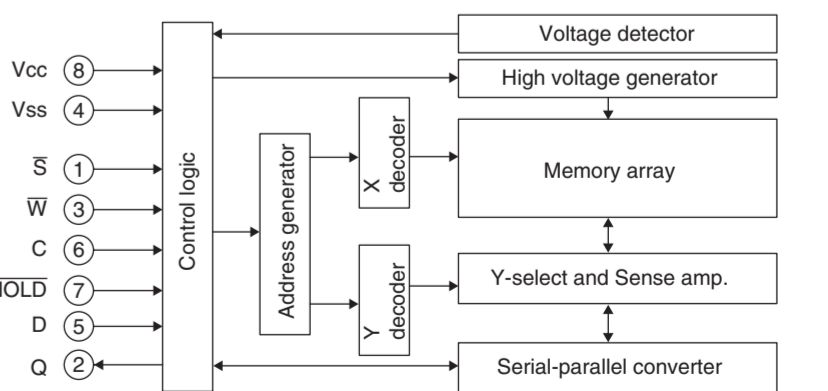 Voltage detector
Vcc 8
High voltage generator
Vss 4
Control logic
Address generator
X decoder
Memory array
S̅ 1
W̅ 3
C 6
Y decoder
Y-select and Sense amp.
7
D 5
Q 2
Serial-parallel converter